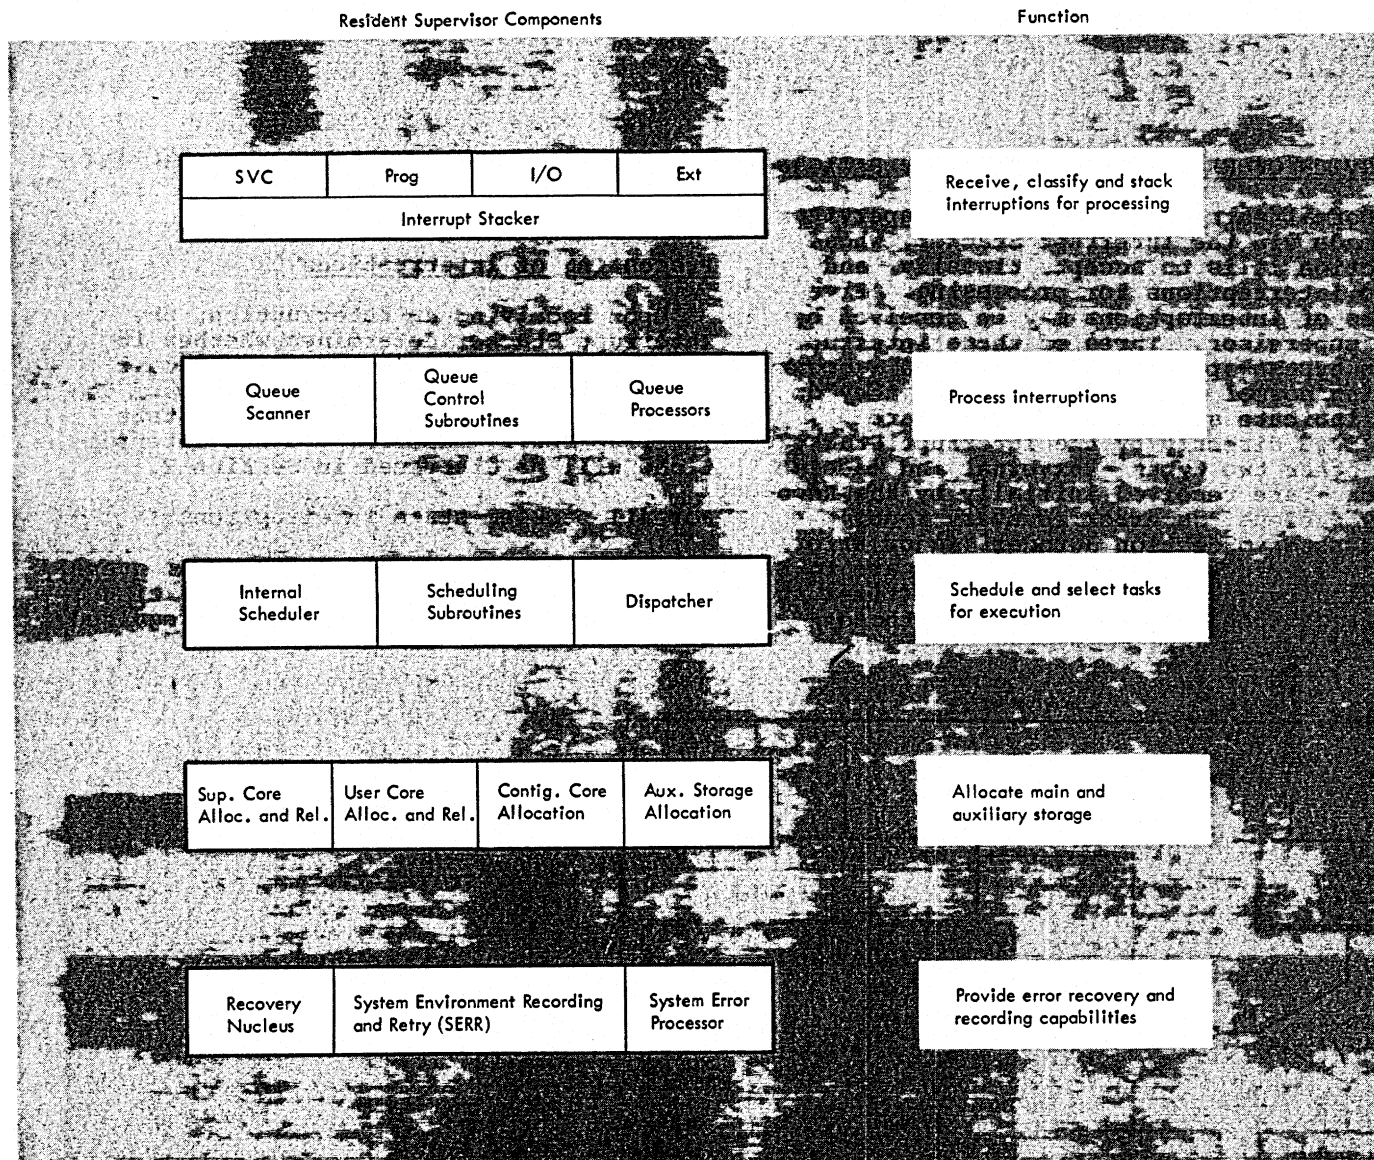 Resident Supervisor Components
Function
SVC
Prog
I/O
Ext
Interrupt Stacker
Receive, classify and stack
interruptions for processing
Queue
Scanner
Queue
Control
Subroutines
Queue
Processors
Process interruptions
Internal
Scheduler
Scheduling
Subroutines
Dispatcher
Schedule and select tasks
for execution
Sup. Core
Alloc. and Rel.
User Core
Alloc. and Rel.
Contig. Core
Allocation
Aux. Storage
Allocation
Allocate main and
auxiliary storage
Recovery
Nucleus
System Environment Recording
and Retry (SERR)
System Error
Processor
Provide error recovery and
recording capabilities